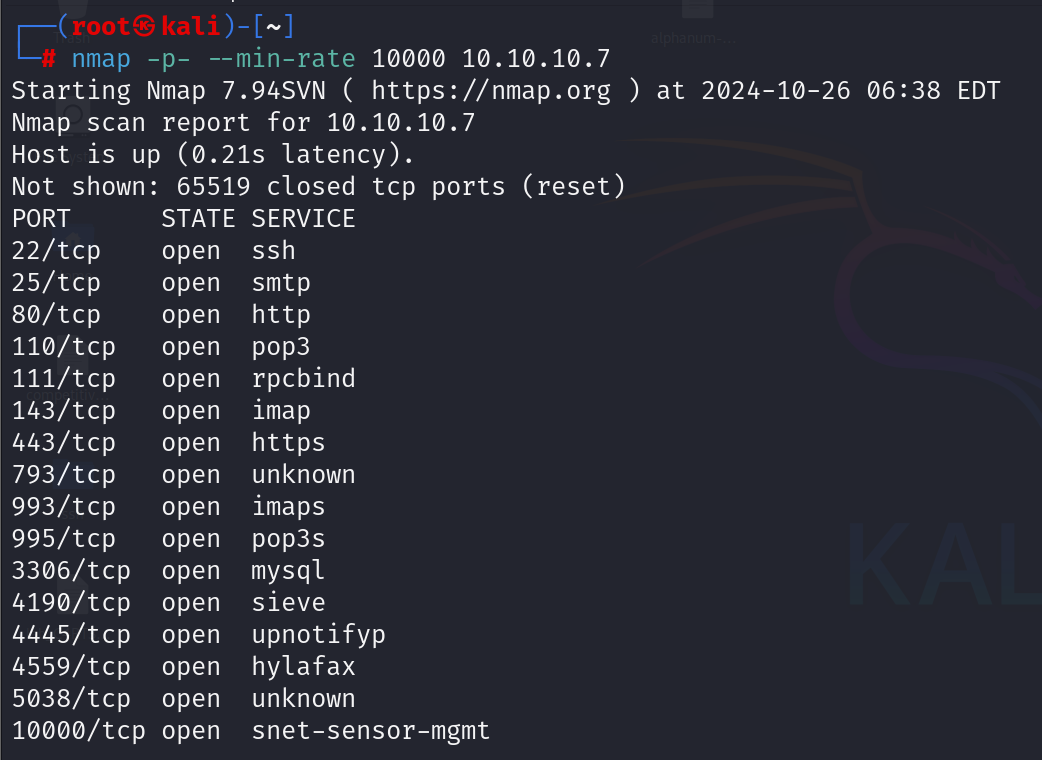 (root㉿kali)-[~]
# nmap -p- --min-rate 10000 10.10.10.7
Starting Nmap 7.94SVN ( https://nmap.org ) at 2024-10-26 06:38 EDT
Nmap scan report for 10.10.10.7
Host is up (0.21s latency).
Not shown: 65519 closed tcp ports (reset)
PORT      STATE SERVICE
22/tcp    open  ssh
25/tcp    open  smtp
80/tcp    open  http
110/tcp   open  pop3
111/tcp   open  rpcbind
143/tcp   open  imap
443/tcp   open  https
793/tcp   open  unknown
993/tcp   open  imaps
995/tcp   open  pop3s
3306/tcp  open  mysql
4190/tcp  open  sieve
4445/tcp  open  upnotifyp
4559/tcp  open  hylafax
5038/tcp  open  unknown
10000/tcp open  snet-sensor-mgmt
KAL